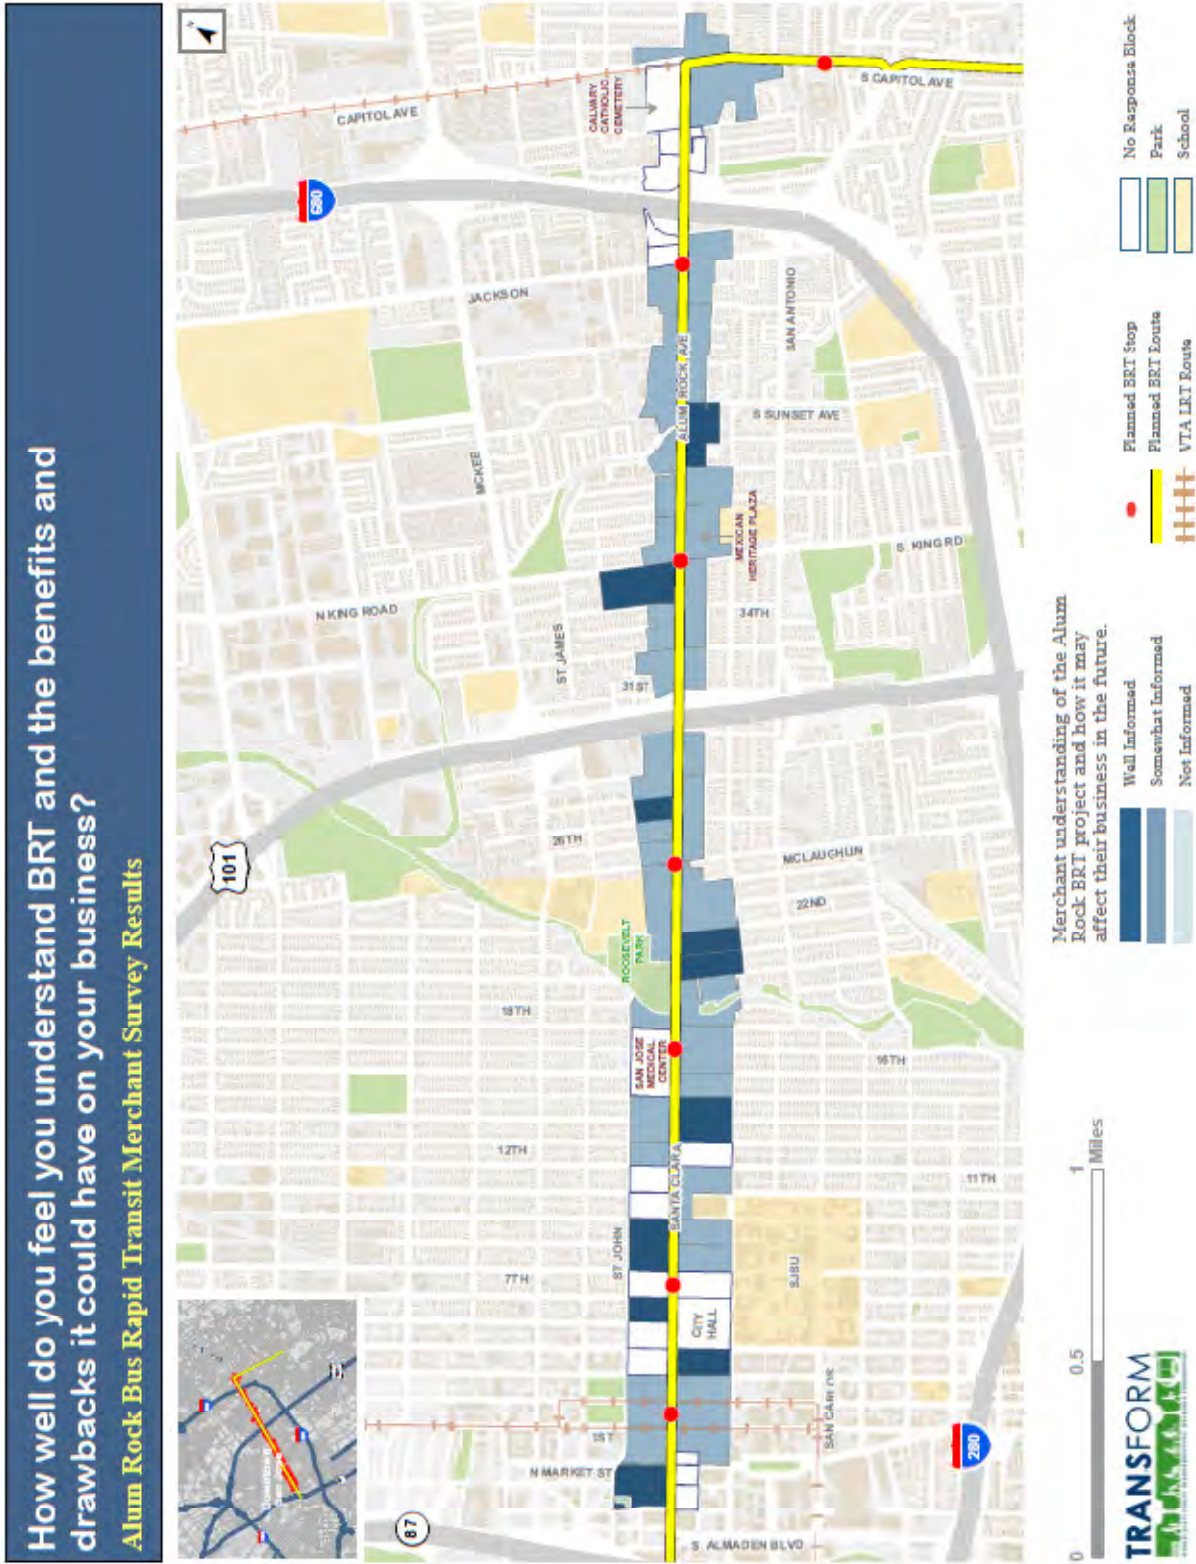 How well do you feel you understand BRT and the benefits and
drawbacks it could have on your business?
Alum Rock Bus Rapid Transit Merchant Survey Results
87
101
680
280
N MARKET ST
S ALMADEN BLVD
1ST
CITY
HALL
ST JOHN
7TH
SJSU
SANTA CLARA
12TH
11TH
SAN JOSE
MEDICAL
CENTER
16TH
18TH
ROOSEVELT
PARK
22ND
26TH
31ST
ST JAMES
34TH
N KING ROAD
S. KING RD
MEXICAN
HERITAGE PLAZA
MCKEE
ALUM ROCK AVE
S SUNSET AVE
SAN ANTONIO
JACKSON
CAPITOL AVE
CALVARY
CATHOLIC
CEMETERY
S CAPITOL AVE
0
0.5
1
Miles
TRANSFORM
Merchant understanding of the Alum
Rock BRT project and how it may
affect their business in the future.
Well Informed
Somewhat Informed
Not Informed
Planned BRT Stop
Planned BRT Route
VTA LRT Route
No Response Block
Park
School